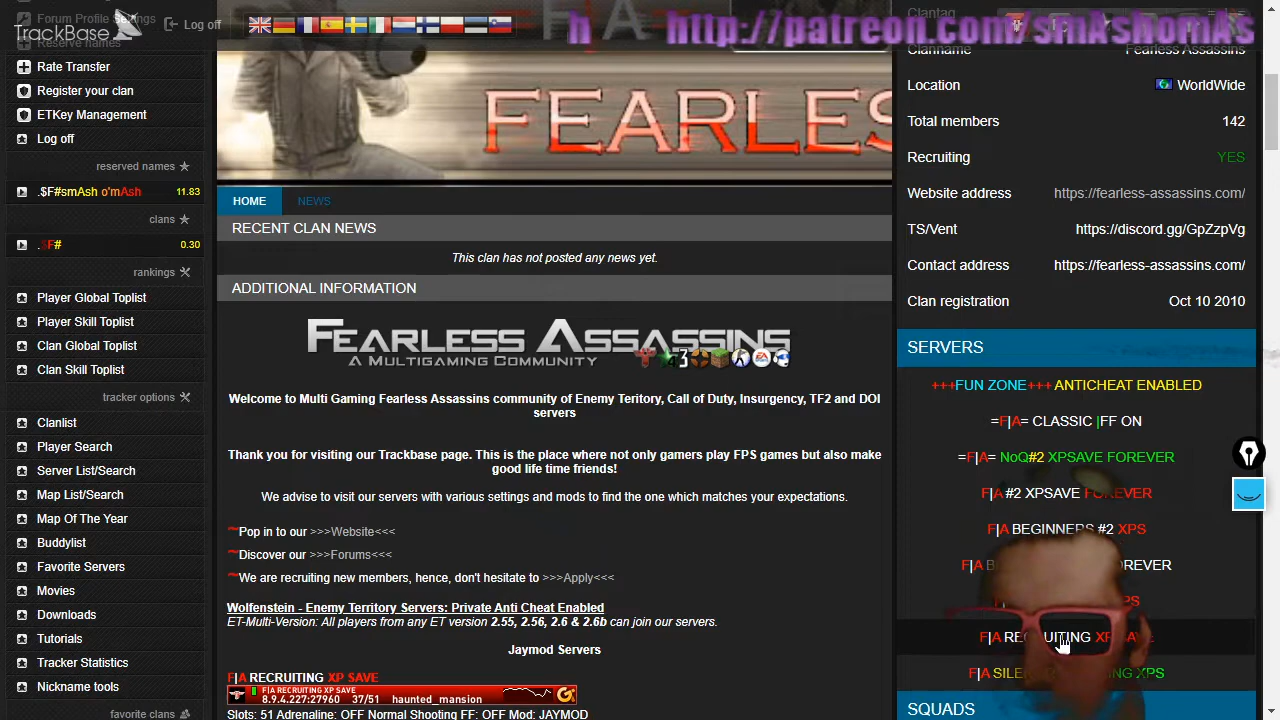 Forum Profile Settings
TrackBase
Log off
Reserve names
Rate Transfer
Register your clan
ETKey Management
Log off
reserved names
.$F#smAsh o'mAsh 11.83
clans
.$F# 0.30
rankings
Player Global Toplist
Player Skill Toplist
Clan Global Toplist
Clan Skill Toplist
tracker options
Clanlist
Player Search
Server List/Search
Map List/Search
Map Of The Year
Buddylist
Favorite Servers
Movies
Downloads
Tutorials
Tracker Statistics
Nickname tools
favorite clans
h http://patreon.com/smAshomAs
FEARLES
HOME NEWS
RECENT CLAN NEWS
This clan has not posted any news yet.
ADDITIONAL INFORMATION
FEARLESS ASSASSINS
A MULTIGAMING COMMUNITY
Welcome to Multi Gaming Fearless Assassins community of Enemy Teritory, Call of Duty, Insurgency, TF2 and DOI
servers
Thank you for visiting our Trackbase page. This is the place where not only gamers play FPS games but also make
good life time friends!
We advise to visit our servers with various settings and mods to find the one which matches your expectations.
~Pop in to our >>>Website<<<
~Discover our >>>Forums<<<
~We are recruiting new members, hence, don't hesitate to >>>Apply<<<
Wolfenstein - Enemy Territory Servers: Private Anti Cheat Enabled
ET-Multi-Version: All players from any ET version 2.55, 2.56, 2.6 & 2.6b can join our servers.
Jaymod Servers
F|A RECRUITING XP SAVE
F|A RECRUITING XP SAVE
8.9.4.227:27960 37/51 haunted_mansion
Slots: 51 Adrenaline: OFF Normal Shooting FF: OFF Mod: JAYMOD
Clantag
Clanname Fearless Assassins
Location WorldWide
Total members 142
Recruiting YES
Website address https://fearless-assassins.com/
TS/Vent https://discord.gg/GpZzpVg
Contact address https://fearless-assassins.com/
Clan registration Oct 10 2010
SERVERS
+++FUN ZONE+++ ANTICHEAT ENABLED
=F|A= CLASSIC |FF ON
=F|A= NoQ#2 XPSAVE FOREVER
F|A #2 XPSAVE FOREVER
F|A BEGINNERS #2 XPS
F|A
F|A RECRUITING
F|A
SQUADS